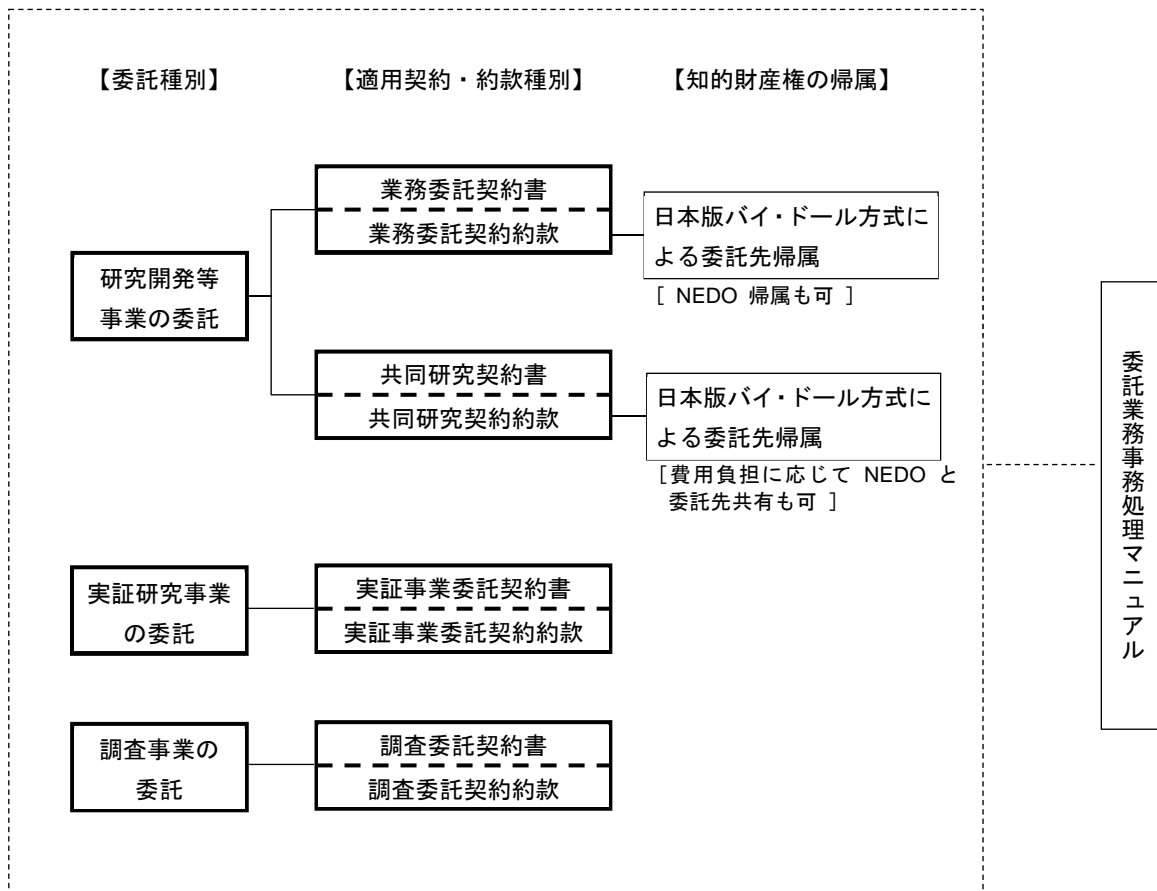 【委託種別】
【適用契約・約款種別】
【知的財産権の帰属】
研究開発等
事業の委託
業務委託契約書
業務委託契約約款
日本版バイ・ドール方式に
よる委託先帰属
[ NEDO 帰属も可 ]
共同研究契約書
共同研究契約約款
日本版バイ・ドール方式に
よる委託先帰属
[費用負担に応じて NEDO と
委託先共有も可 ]
実証研究事業
の委託
実証事業委託契約書
実証事業委託契約約款
調査事業の
委託
調査委託契約書
調査委託契約約款
委託業務事務処理マニュアル